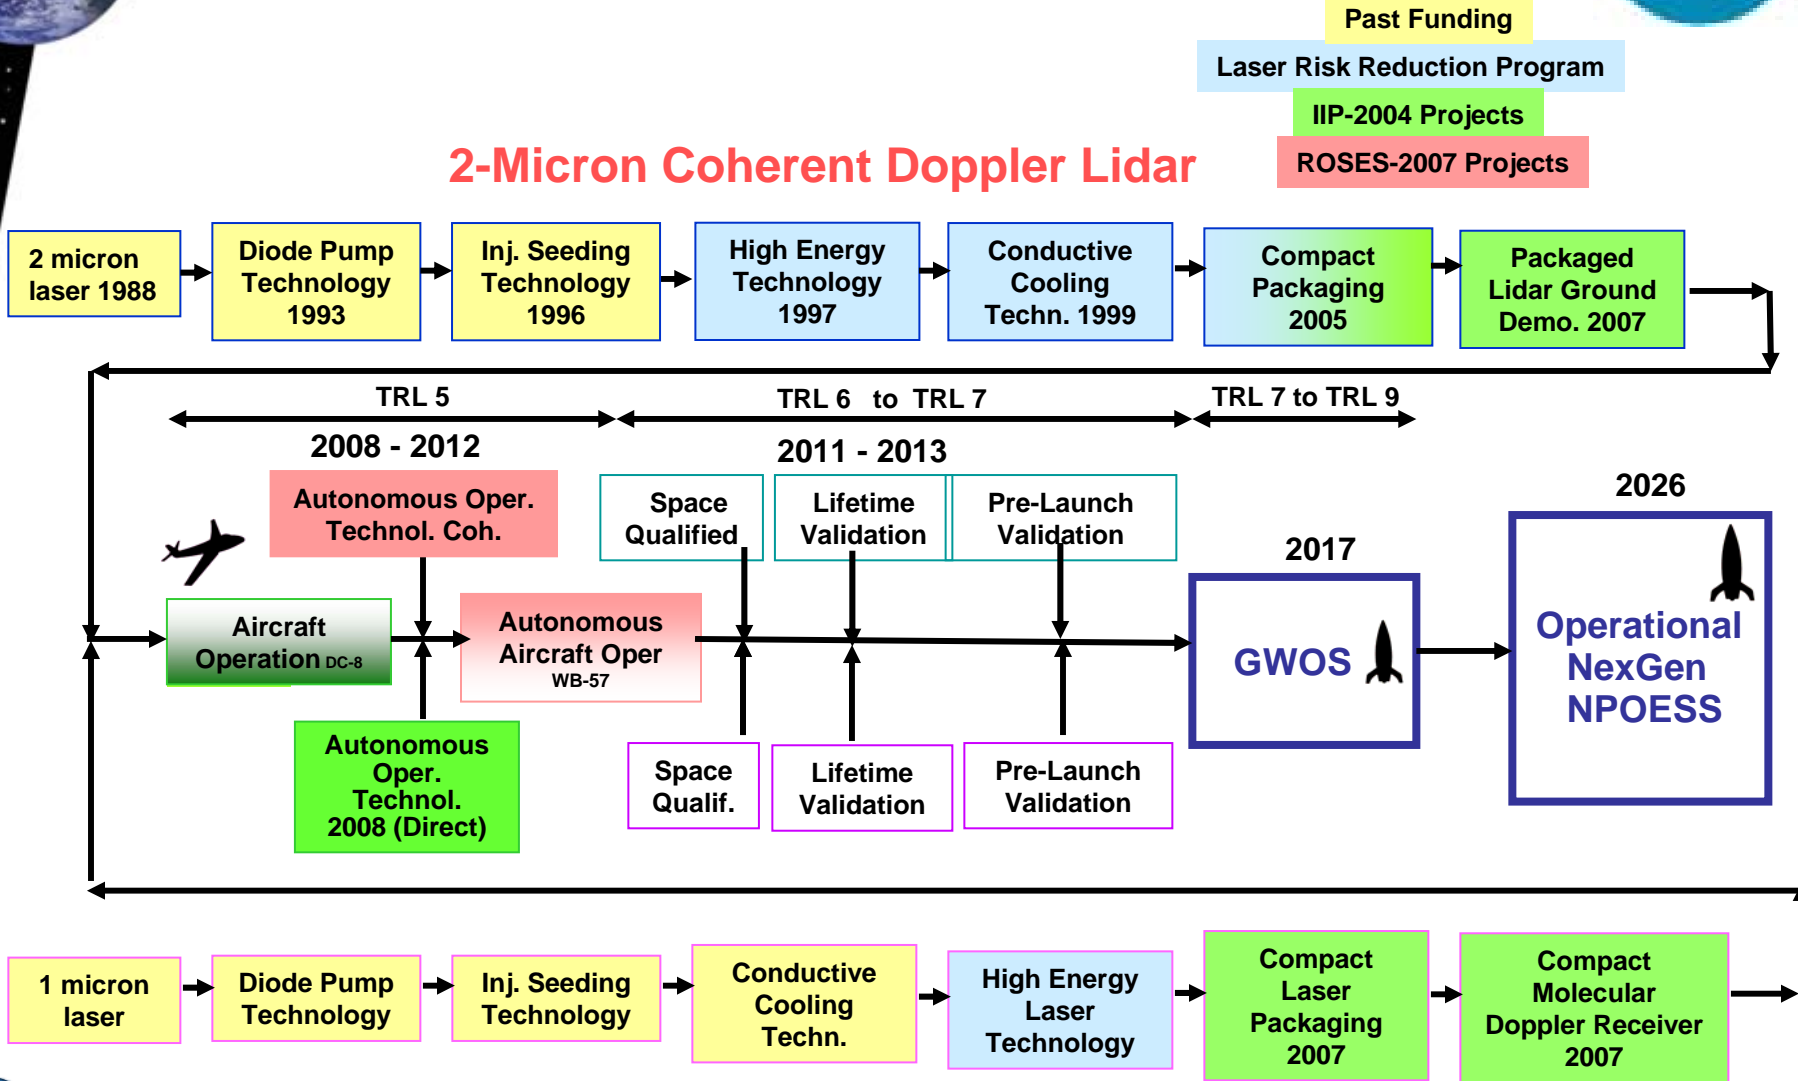 Past Funding
Laser Risk Reduction Program
IIP-2004 Projects
ROSES-2007 Projects
2-Micron Coherent Doppler Lidar
2 micron
laser 1988
Diode Pump
Technology
1993
Inj. Seeding
Technology
1996
High Energy
Technology
1997
Conductive
Cooling
Techn. 1999
Compact
Packaging
2005
Packaged
Lidar Ground
Demo. 2007
TRL 5
TRL 6 to TRL 7
TRL 7 to TRL 9
2008 - 2012
2011 - 2013
Autonomous Oper.
Technol. Coh.
Space
Qualified
Lifetime
Validation
Pre-Launch
Validation
2017
2026
Aircraft
Operation DC-8
Autonomous
Aircraft Oper
WB-57
GWOS
Operational
NexGen
NPOESS
Autonomous
Oper.
Technol.
2008 (Direct)
Space
Qualif.
Lifetime
Validation
Pre-Launch
Validation
1 micron
laser
Diode Pump
Technology
Inj. Seeding
Technology
Conductive
Cooling
Techn.
High Energy
Laser
Technology
Compact
Laser
Packaging
2007
Compact
Molecular
Doppler Receiver
2007